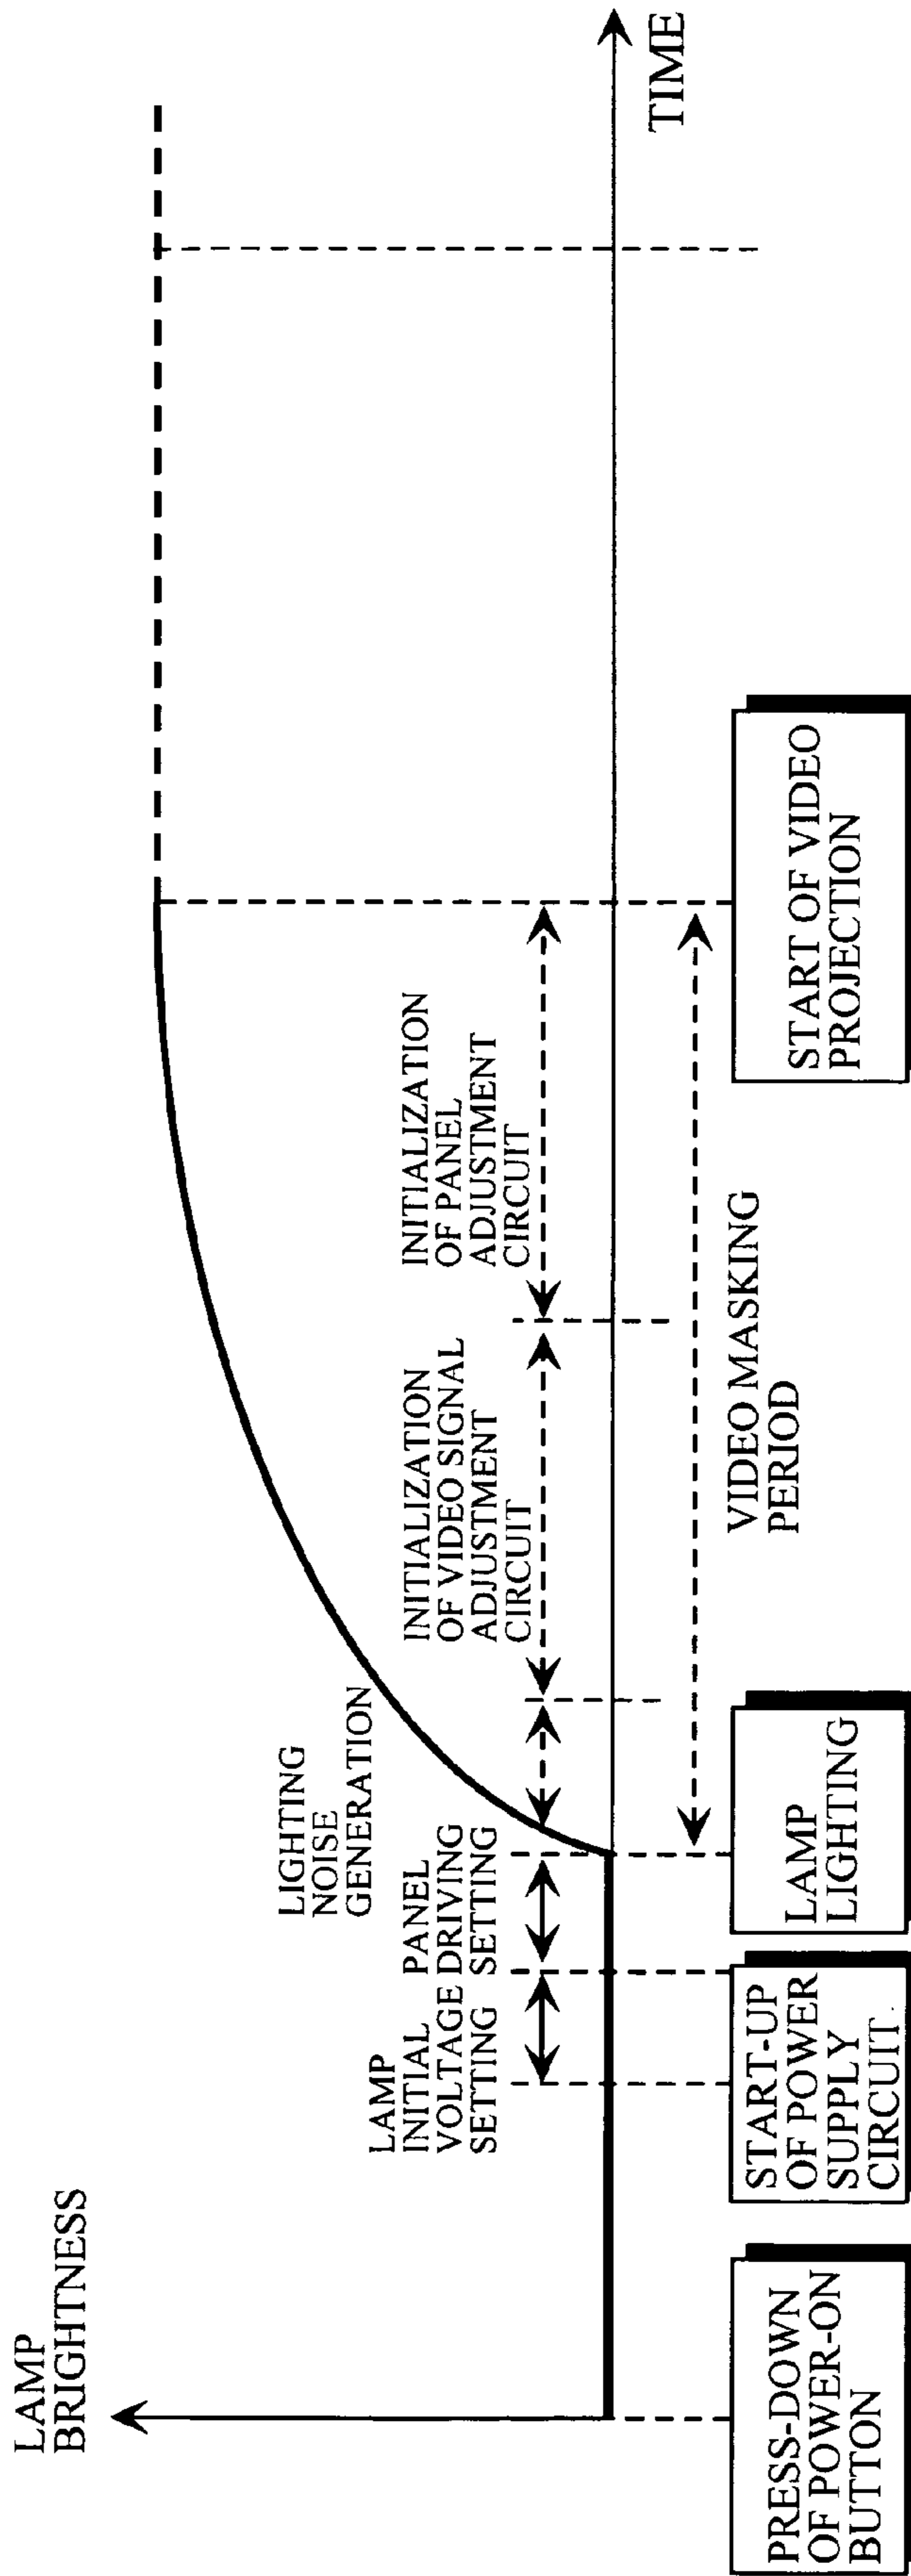 LAMP
BRIGHTNESS
LIGHTING
NOISE
GENERATION
LAMP
INITIAL
VOLTAGE
SETTING
PANEL
DRIVING
SETTING
INITIALIZATION
OF VIDEO SIGNAL
ADJUSTMENT
CIRCUIT
INITIALIZATION
OF PANEL
ADJUSTMENT
CIRCUIT
TIME
VIDEO MASKING
PERIOD
PRESS-DOWN
OF POWER-ON
BUTTON
START-UP
OF POWER
SUPPLY
CIRCUIT
LAMP
LIGHTING
START OF VIDEO
PROJECTION